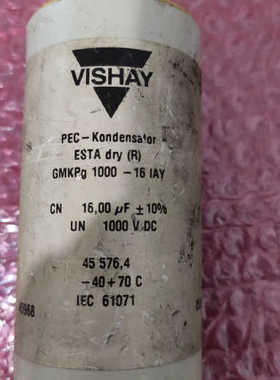 VISHAY
PEC-Kondensator
ESTA dry (R)
GMKPg 1000 -16 IAY
CN 16,00 µF ±10%
UN 1000 V DC
45 576,4
-40+70 C
IEC 61071